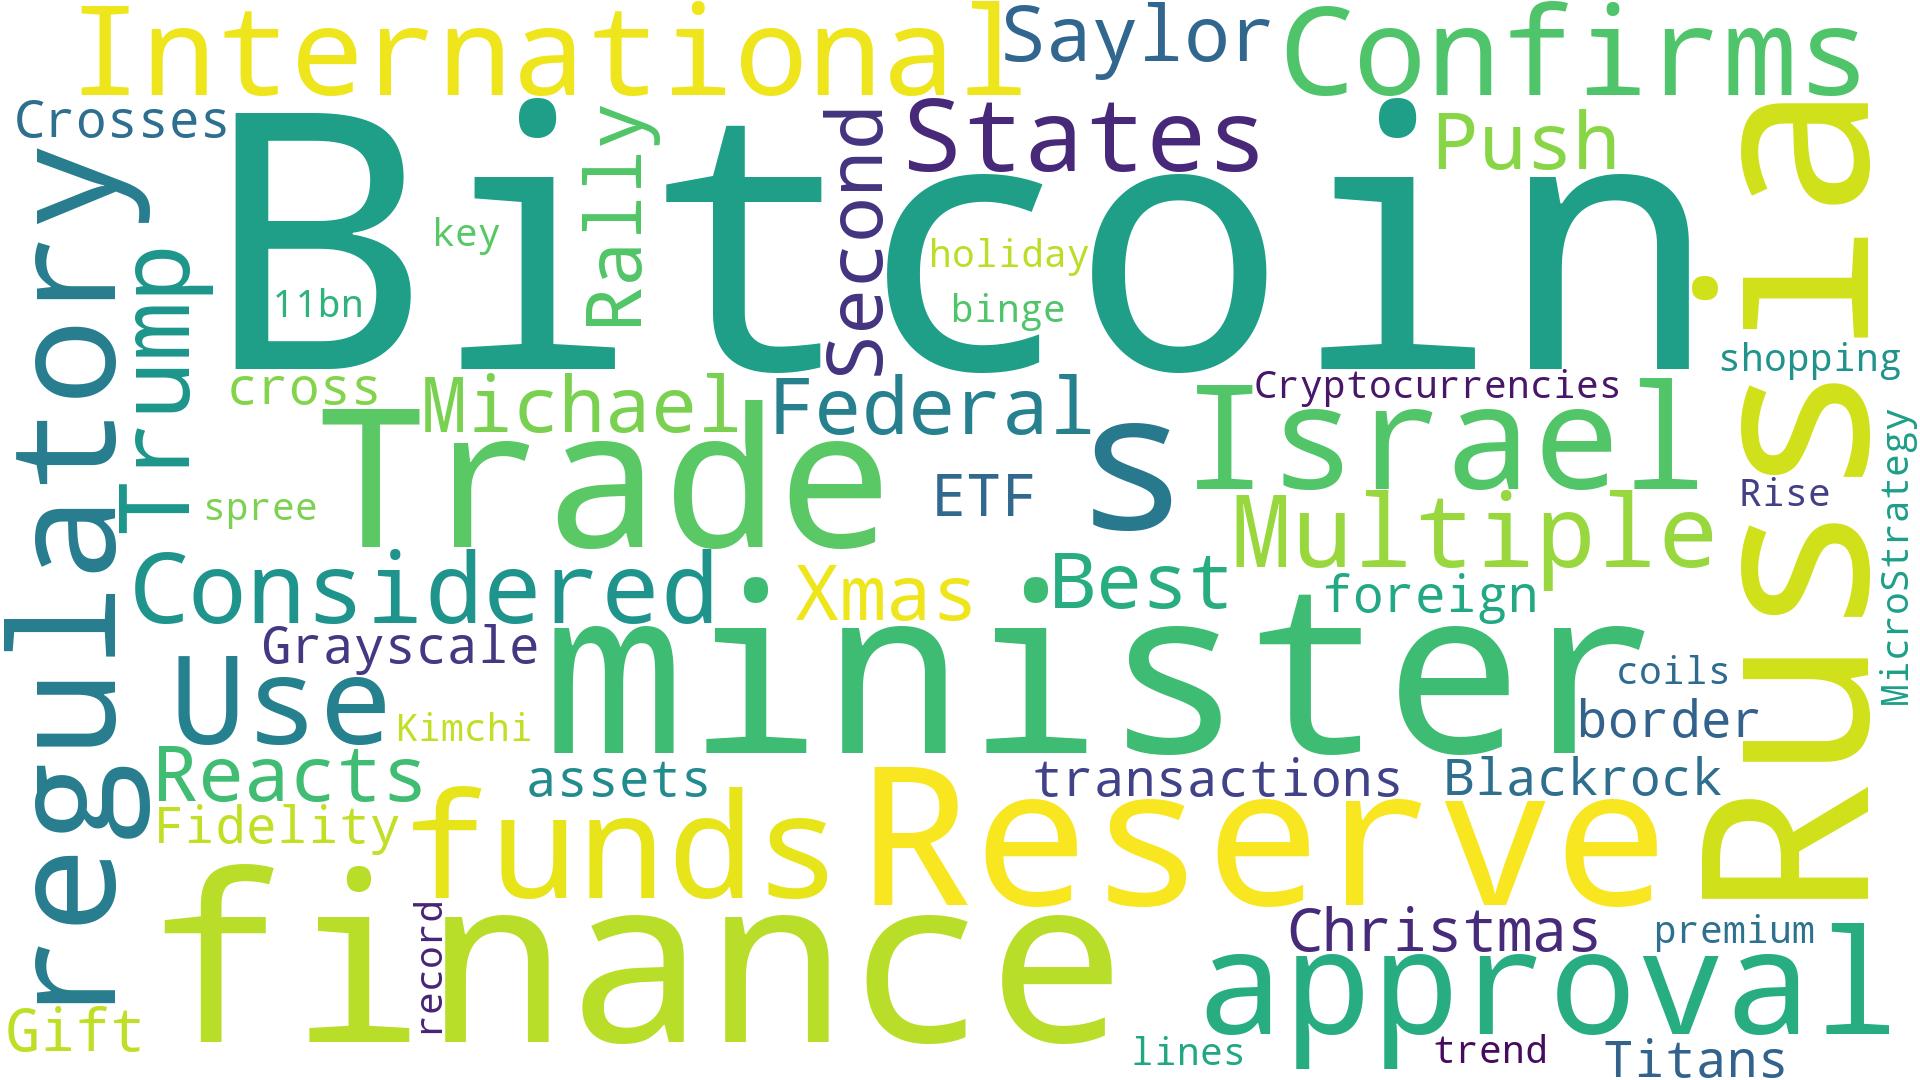 International
Saylor
Confirms
Crosses
Bitcoin
Rally
Second
States
Push
Russia
regulatory
Trump
key
holiday
11bn
binge
shopping
cross
Michael
Federal
Cryptocurrencies
Israel
Trade
s
ETF
Rise
MicroStrategy
spree
Multiple
Considered
Xmas
Best
foreign
Grayscale
minister
Use
Kimchi
coils
border
Reacts
assets
transactions
Blackrock
Fidelity
funds
Reserve
finance
record
Christmas
premium
approval
Gift
lines
trend
Titans